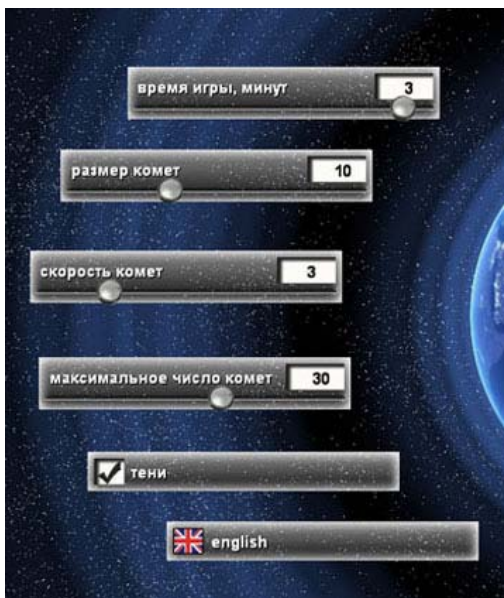 время игры, минут 3
размер комет 10
скорость комет 3
максимальное число комет 30
тени
english